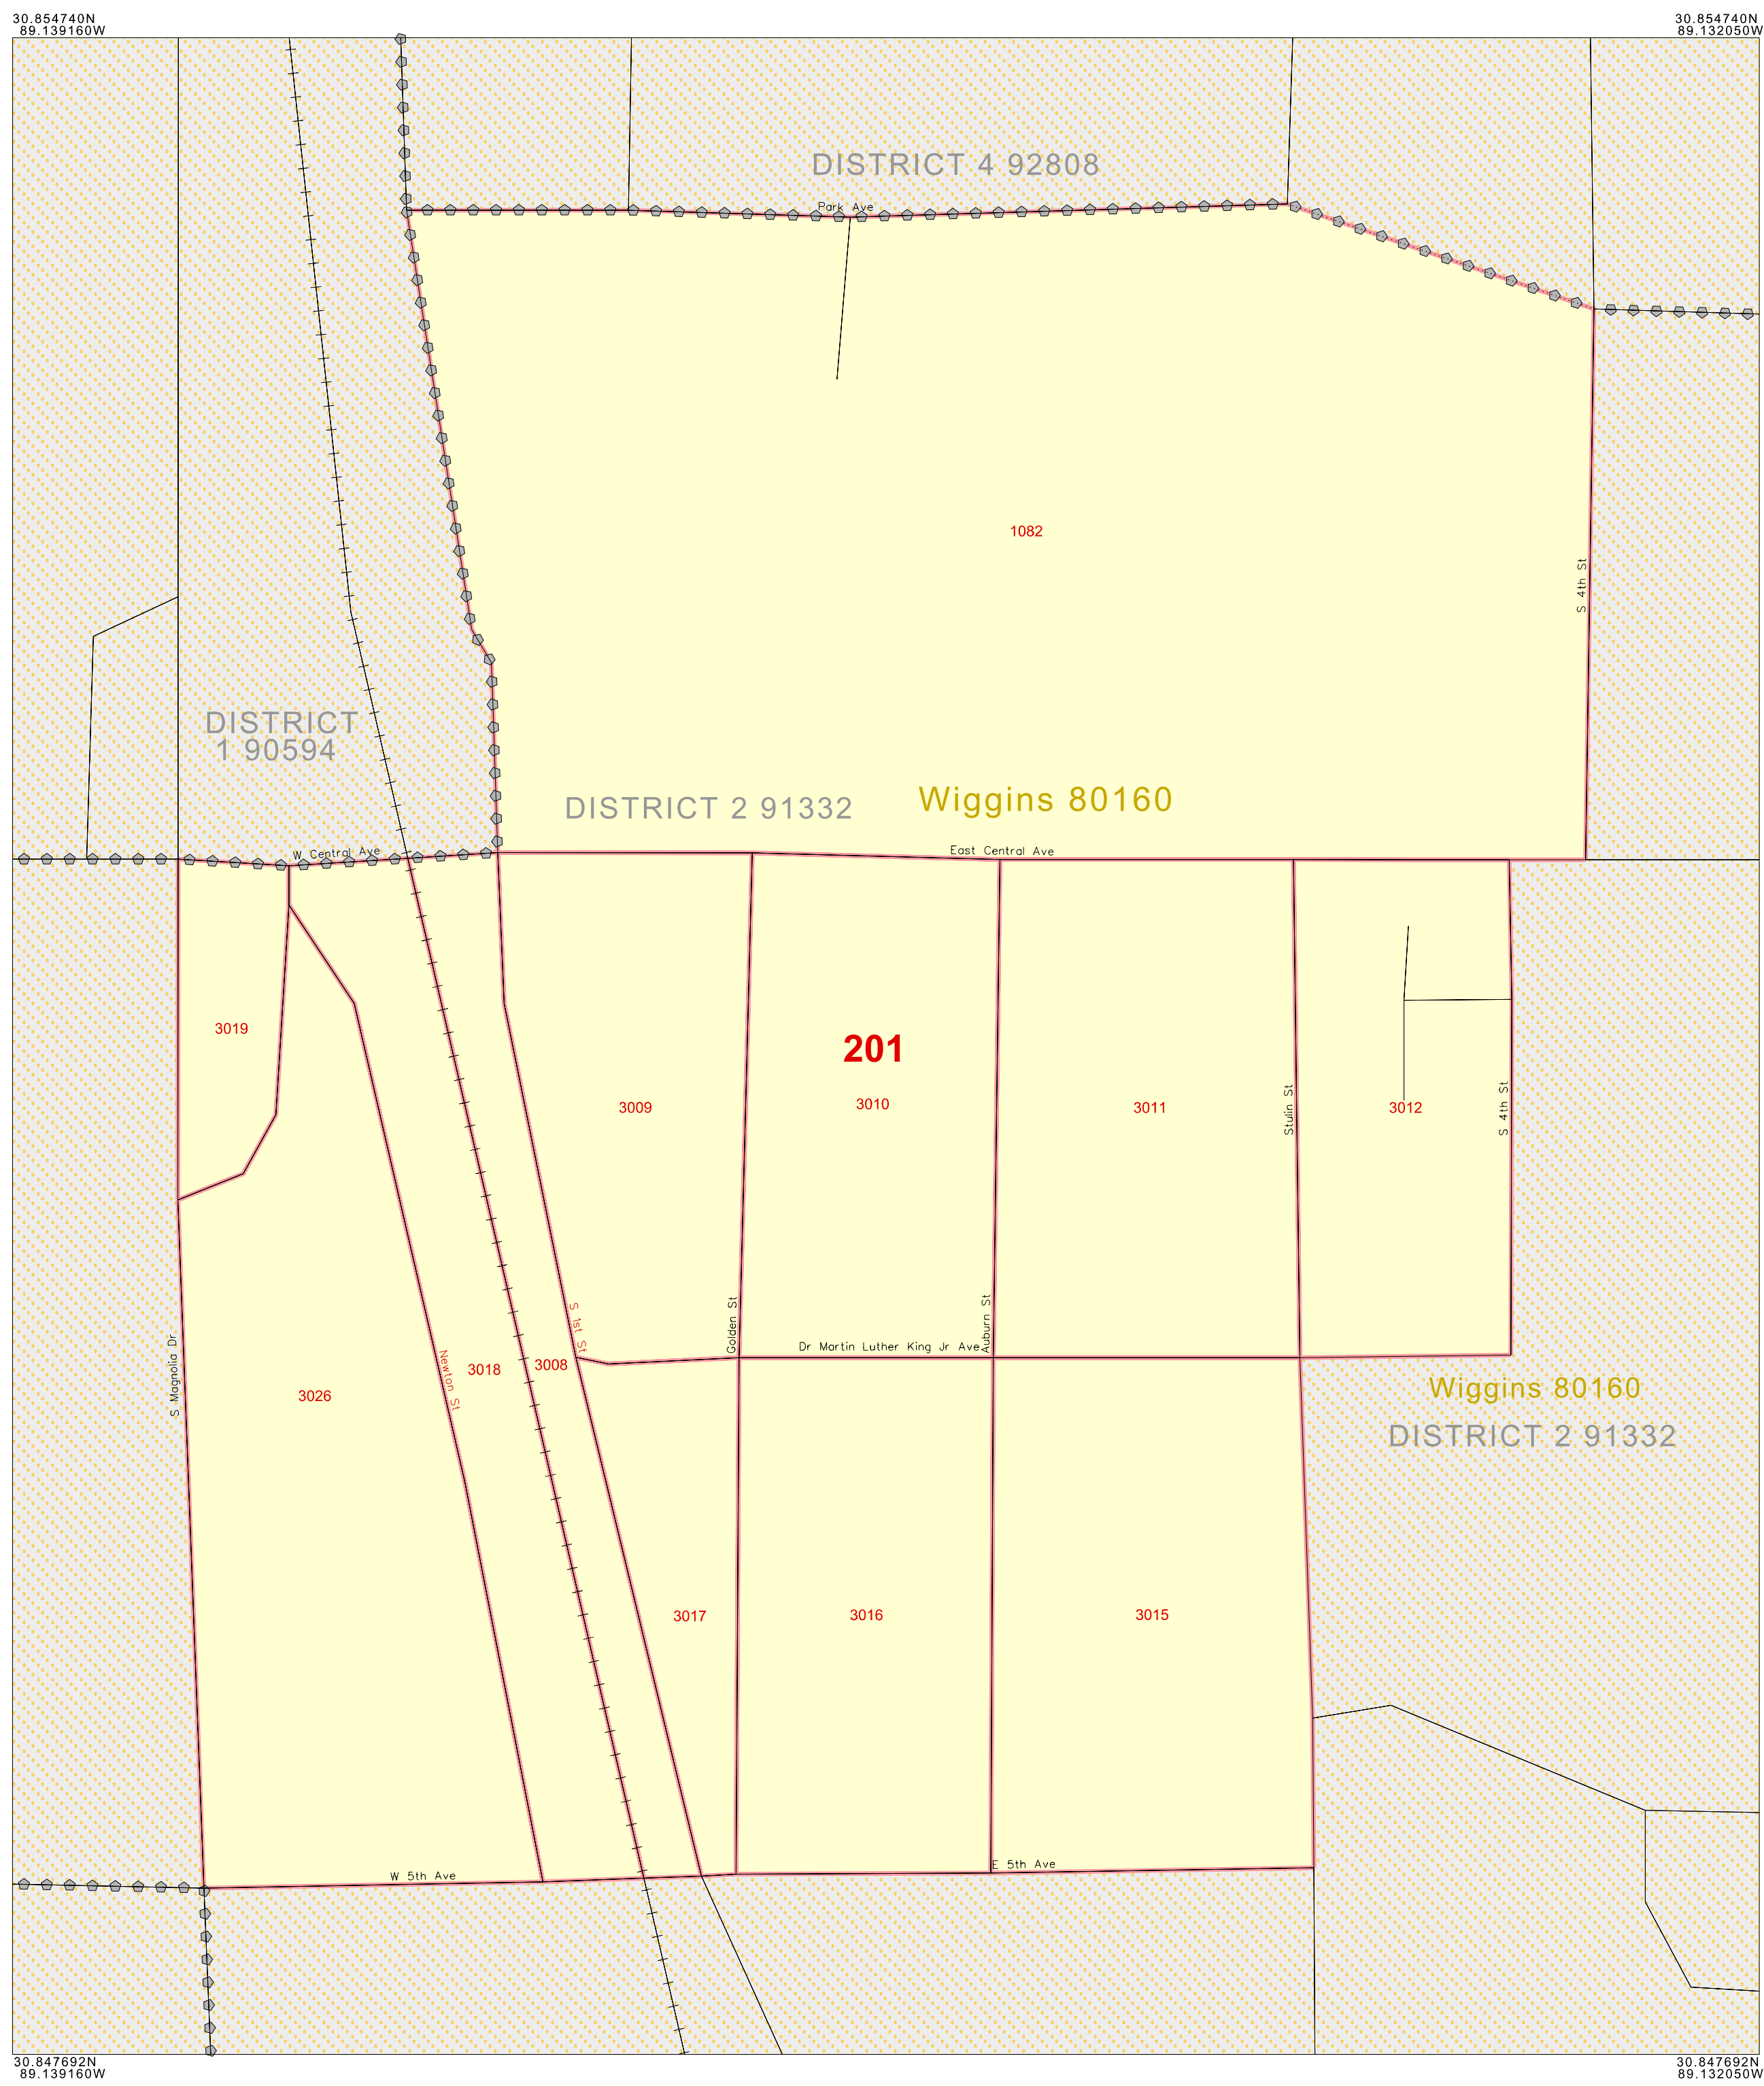 30.854740N
89.139160W
30.854740N
89.132050W
DISTRICT 4 92808
Park Ave
1082
S 4th St
DISTRICT
1 90594
DISTRICT 2 91332
Wiggins 80160
W Central Ave
East Central Ave
3019
201
3009
3010
3011
Stulin St
3012
S 4th St
S 1st St
Golden St
Auburn St
Dr Martin Luther King Jr Ave
S Magnolia Dr
3026
Newton St
3018
3008
Wiggins 80160
DISTRICT 2 91332
3017
3016
3015
W 5th Ave
E 5th Ave
30.847692N
89.139160W
30.847692N
89.132050W